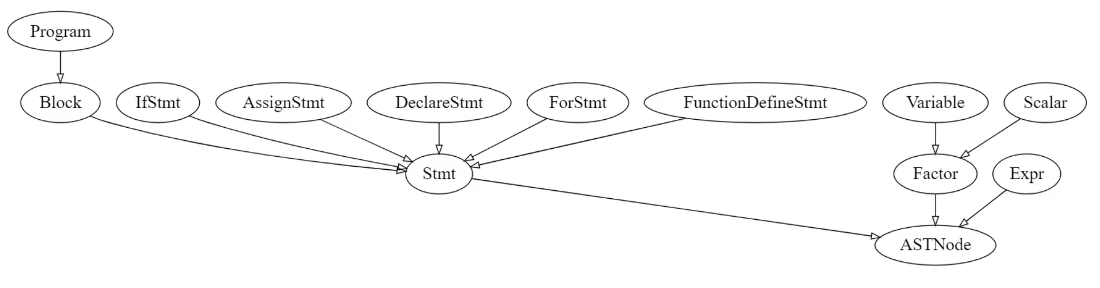 Program
Block
IfStmt
AssignStmt
DeclareStmt
ForStmt
FunctionDefineStmt
Variable
Scalar
Stmt
Factor
Expr
ASTNode